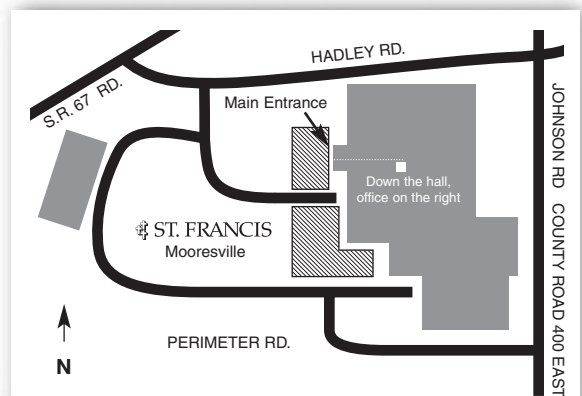 HADLEY RD.
S.R. 67 RD.
Main Entrance
Down the hall,
office on the right
JOHNSON RD COUNTY ROAD 400 EAST
ST. FRANCIS
Mooresville
PERIMETER RD.
N